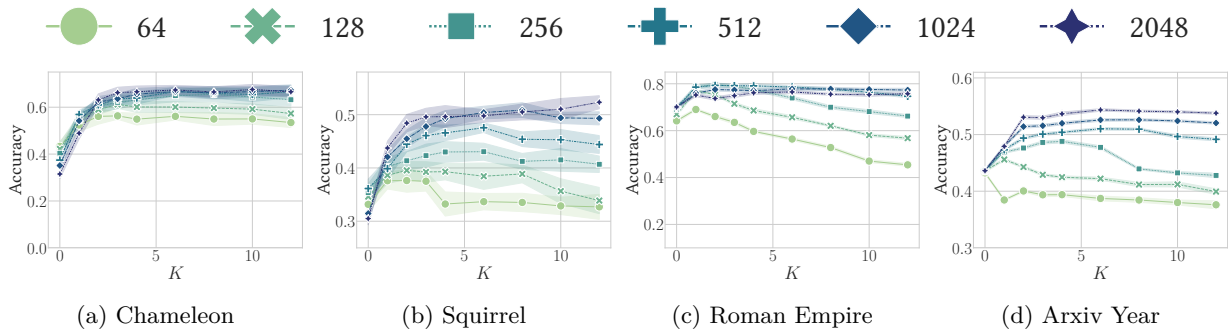 64 128 256 512 1024 2048
Accuracy
0.0
0.2
0.4
0.6
0 5 10
K
(a) Chameleon
Accuracy
0.3
0.4
0.5
0 5 10
K
(b) Squirrel
Accuracy
0.2
0.4
0.6
0.8
0 5 10
K
(c) Roman Empire
Accuracy
0.3
0.4
0.5
0.6
0 5 10
K
(d) Arxiv Year